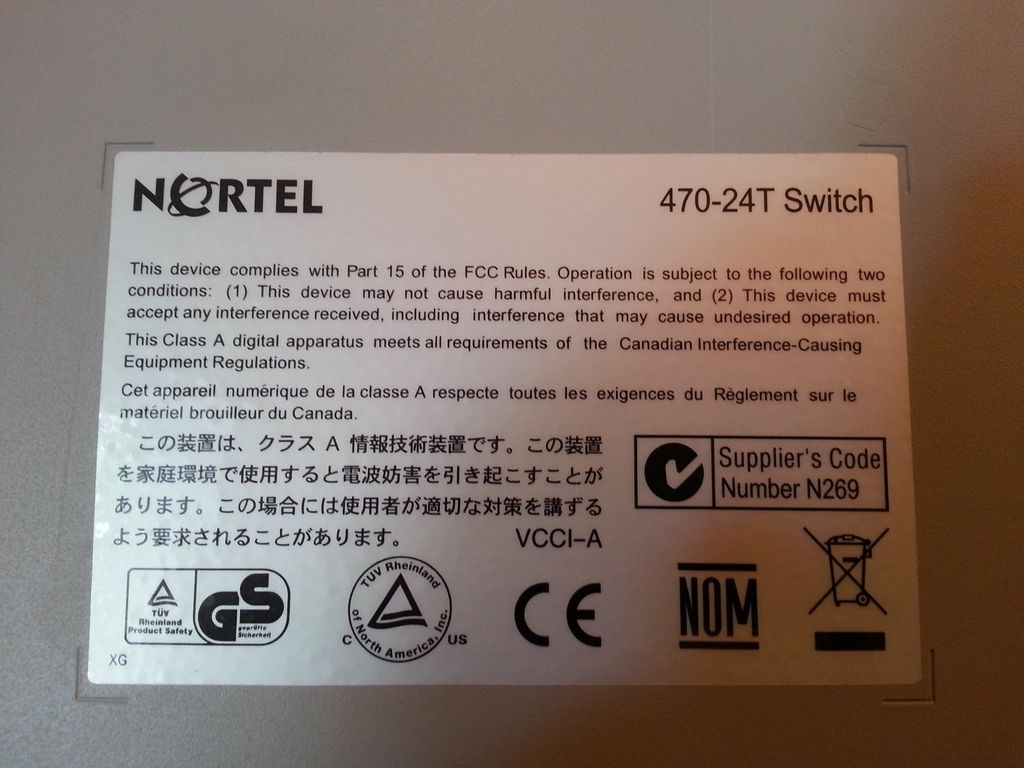 NORTEL
470-24T Switch
This device complies with Part 15 of the FCC Rules. Operation is subject to the following two
conditions: (1) This device may not cause harmful interference, and (2) This device must
accept any interference received, including interference that may cause undesired operation.
This Class A digital apparatus meets all requirements of the Canadian Interference-Causing
Equipment Regulations.
Cet appareil numérique de la classe A respecte toutes les exigences du Règlement sur le
matériel brouilleur du Canada.
この装置は、クラス A 情報技術装置です。この装置
を家庭環境で使用すると電波妨害を引き起こすことが
あります。この場合には使用者が適切な対策を講ずる
よう要求されることがあります。 VCCI-A
Supplier's Code
Number N269
TÜV
Rheinland
Product Safety
GS
geprüfte
Sicherheit
TUV Rheinland
of North America, Inc.
C US
CE
NOM
XG